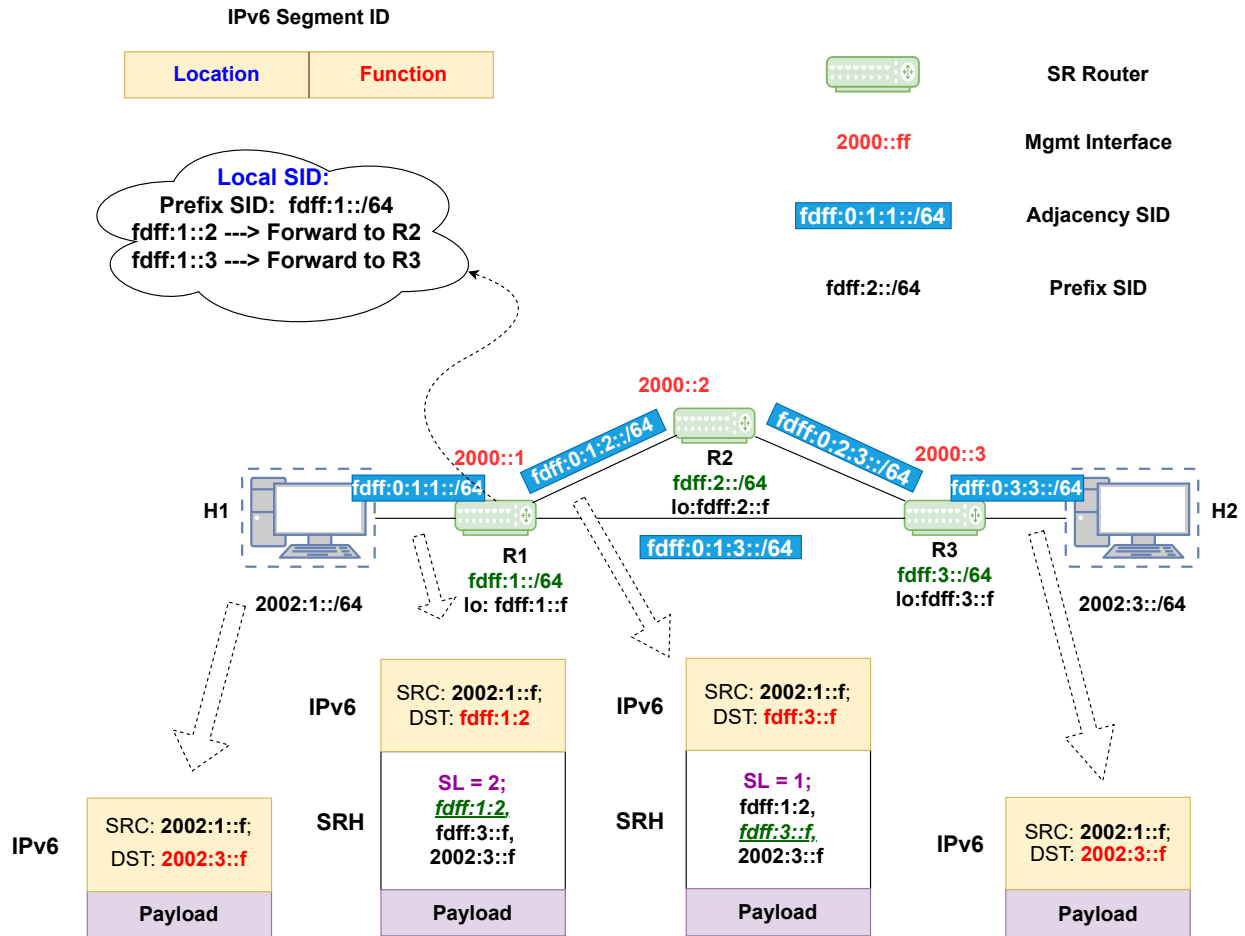 IPv6 Segment ID
Location
Function
SR Router
2000::ff
Mgmt Interface
fdff:0:1:1::/64
Adjacency SID
fdff:2::/64
Prefix SID
Local SID:
Prefix SID: fdff:1::/64
fdff:1::2 ---> Forward to R2
fdff:1::3 ---> Forward to R3
2000::2
2000::1
fdff:0:1:2::/64
fdff:0:2:3::/64
2000::3
H1
fdff:0:1:1::/64
R2
fdff:2::/64
lo:fdff:2::f
fdff:0:3:3::/64
H2
R1
fdff:1::/64
lo: fdff:1::f
fdff:0:1:3::/64
R3
fdff:3::/64
lo:fdff:3::f
2002:1::/64
2002:3::/64
IPv6
SRC: 2002:1::f;
DST: 2002:3::f
Payload
IPv6
SRC: 2002:1::f;
DST: fdff:1:2
SRH
SL = 2;
fdff:1:2,
fdff:3::f,
2002:3::f
Payload
IPv6
SRC: 2002:1::f;
DST: fdff:3::f
SRH
SL = 1;
fdff:1:2,
fdff:3::f,
2002:3::f
Payload
IPv6
SRC: 2002:1::f;
DST: 2002:3::f
Payload